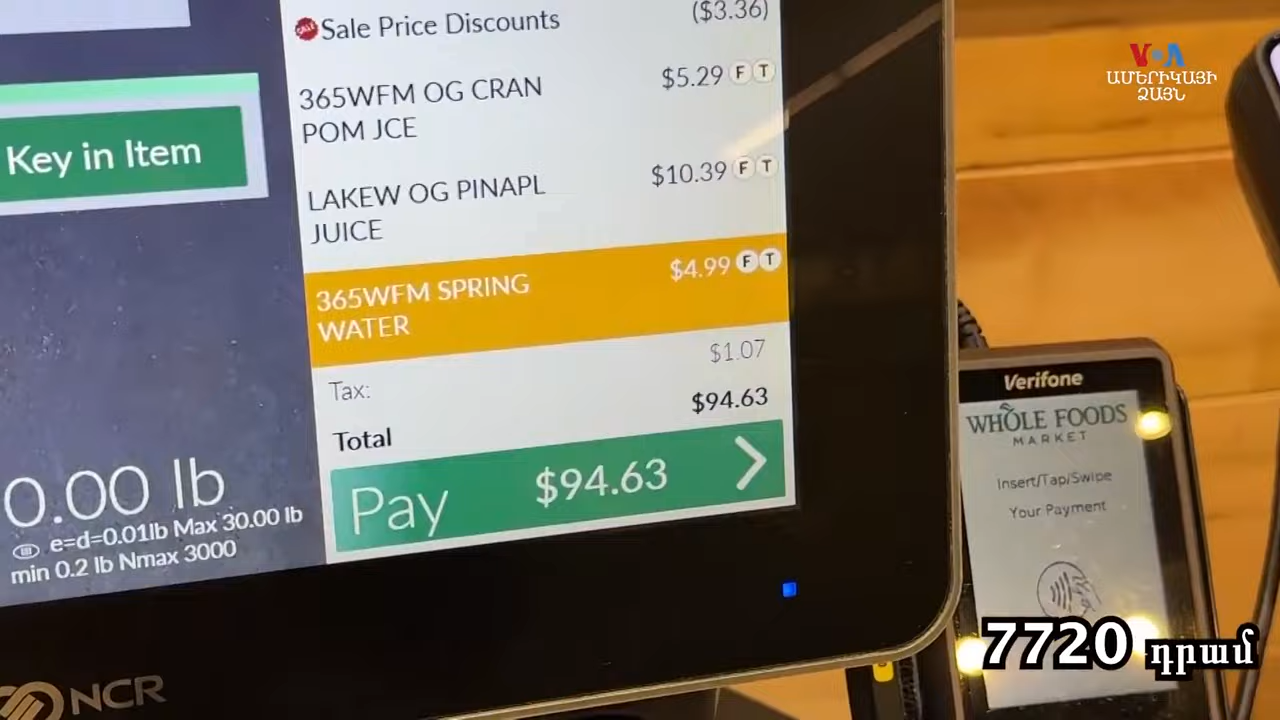 Sale Price Discounts ($3.36)
365WFM OG CRAN $5.29 F T
POM JCE
LAKEW OG PINAPL $10.39 F T
JUICE
365WFM SPRING $4.99 F T
WATER
Tax: $1.07
Total $94.63
Pay $94.63
Key in Item
0.00 lb
e=d=0.01lb Max 30.00 lb
min 0.2 lb Nmax 3000
NCR
VOA
ԱՄԵՐԻԿԱՅԻ
ՁԱՅՆ
Verifone
WHOLE FOODS
MARKET
Insert/Tap/Swipe
Your Payment
7720 դրամ